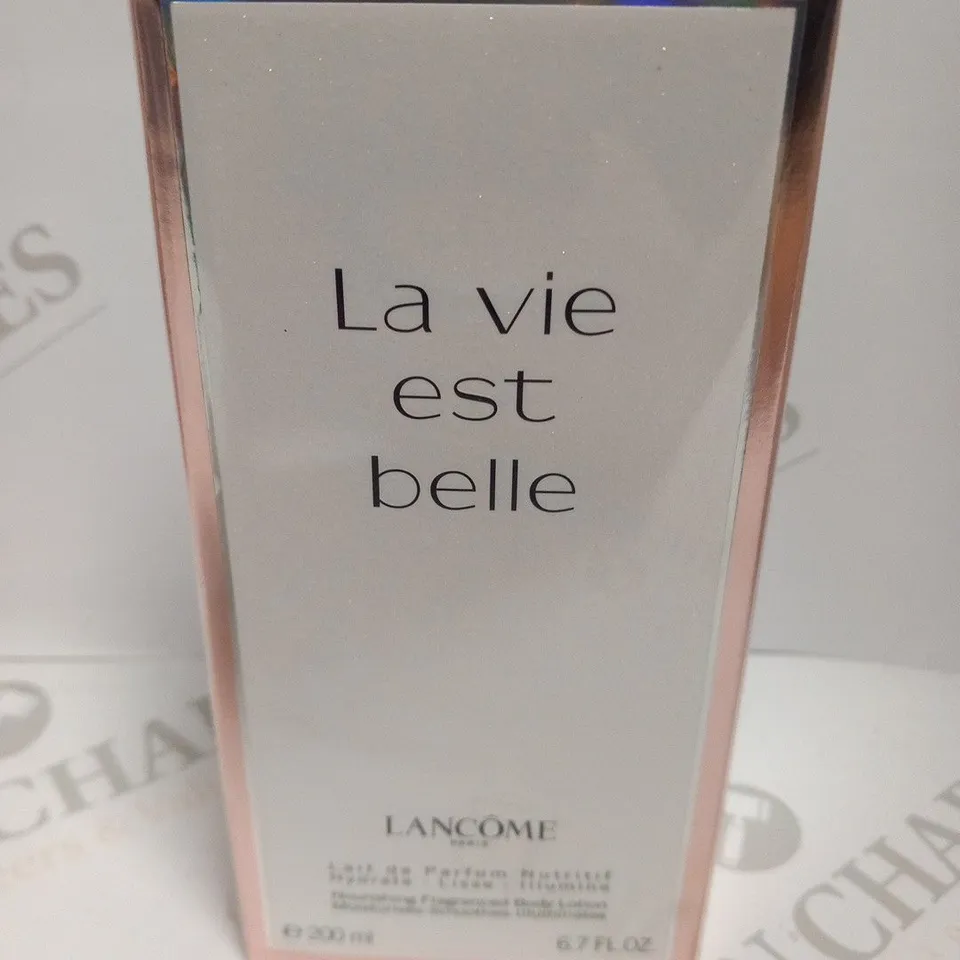 La vie
est
belle
LANCÔME
PARIS
Lait de Parfum Nutritif
Hydrate - Lisse - Illumine
Nourishing Fragranced Body Lotion
℮ 200 ml 6.7 FL.OZ.